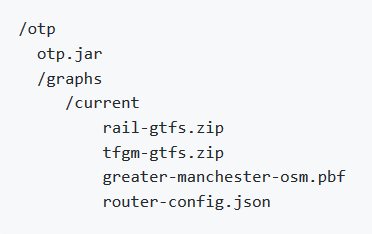 /otp
otp.jar
/graphs
/current
rail-gtfs.zip
tfgm-gtfs.zip
greater-manchester-osm.pbf
router-config.json